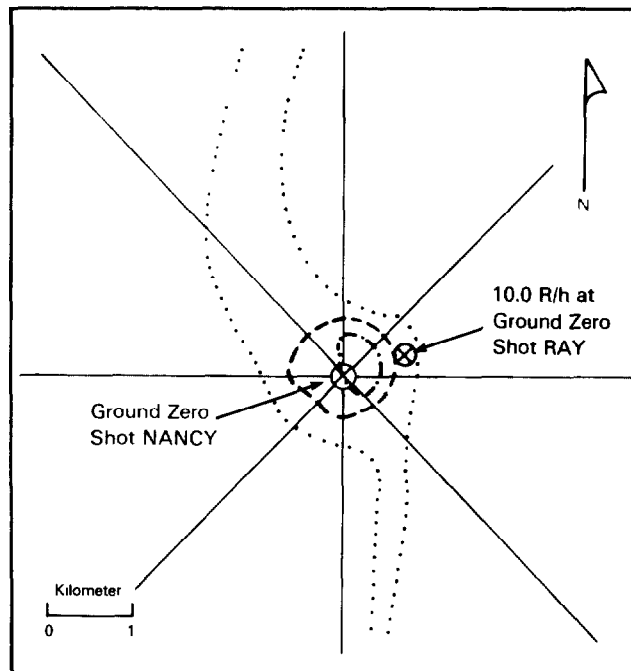 N
10.0 R/h at
Ground Zero
Shot RAY
Ground Zero
Shot NANCY
Kilometer
0 1